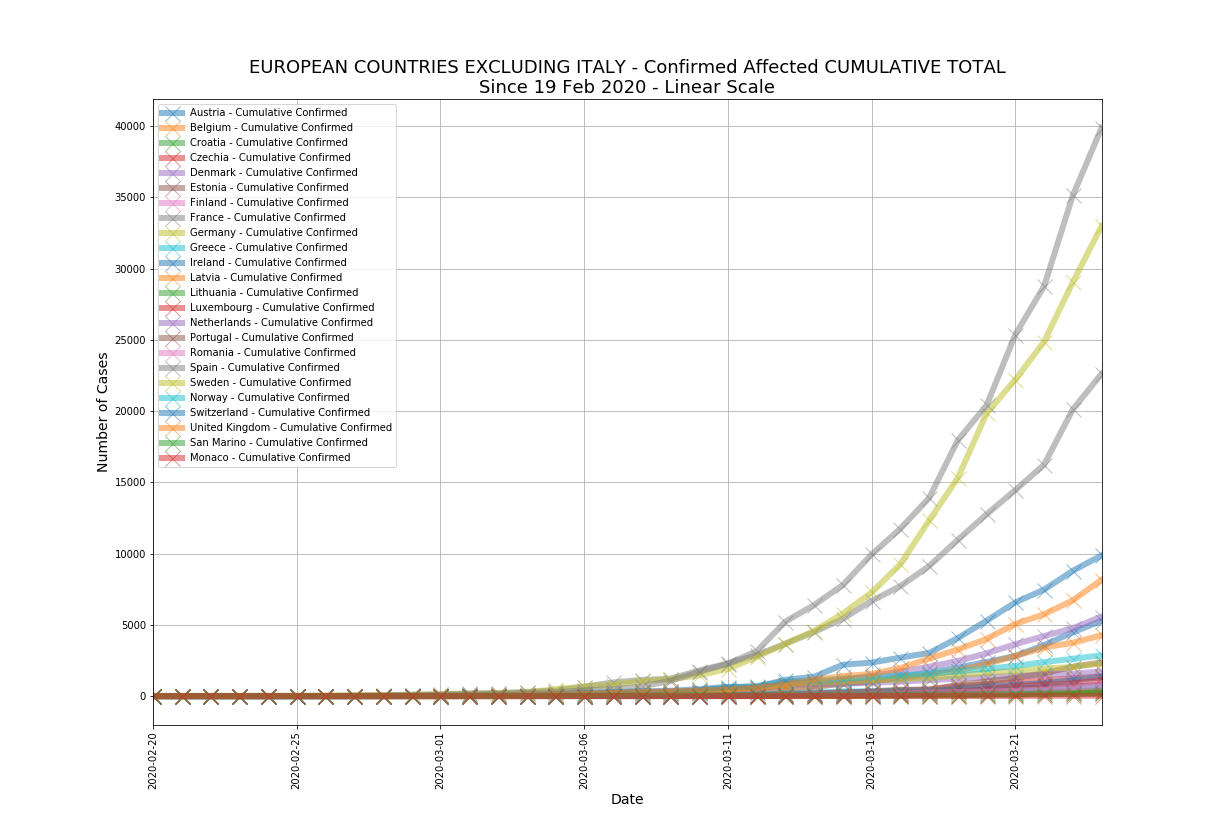 EUROPEAN COUNTRIES EXCLUDING ITALY - Confirmed Affected CUMULATIVE TOTAL
Since 19 Feb 2020 - Linear Scale
Austria - Cumulative Confirmed
Belgium - Cumulative Confirmed
Croatia - Cumulative Confirmed
Czechia - Cumulative Confirmed
Denmark - Cumulative Confirmed
Estonia - Cumulative Confirmed
Finland - Cumulative Confirmed
France - Cumulative Confirmed
Germany - Cumulative Confirmed
Greece - Cumulative Confirmed
Ireland - Cumulative Confirmed
Latvia - Cumulative Confirmed
Lithuania - Cumulative Confirmed
Luxembourg - Cumulative Confirmed
Netherlands - Cumulative Confirmed
Portugal - Cumulative Confirmed
Romania - Cumulative Confirmed
Spain - Cumulative Confirmed
Sweden - Cumulative Confirmed
Norway - Cumulative Confirmed
Switzerland - Cumulative Confirmed
United Kingdom - Cumulative Confirmed
San Marino - Cumulative Confirmed
Monaco - Cumulative Confirmed
Number of Cases
40000
35000
30000
25000
20000
15000
10000
5000
0
2020-02-20
2020-02-25
2020-03-01
2020-03-06
2020-03-11
2020-03-16
2020-03-21
Date